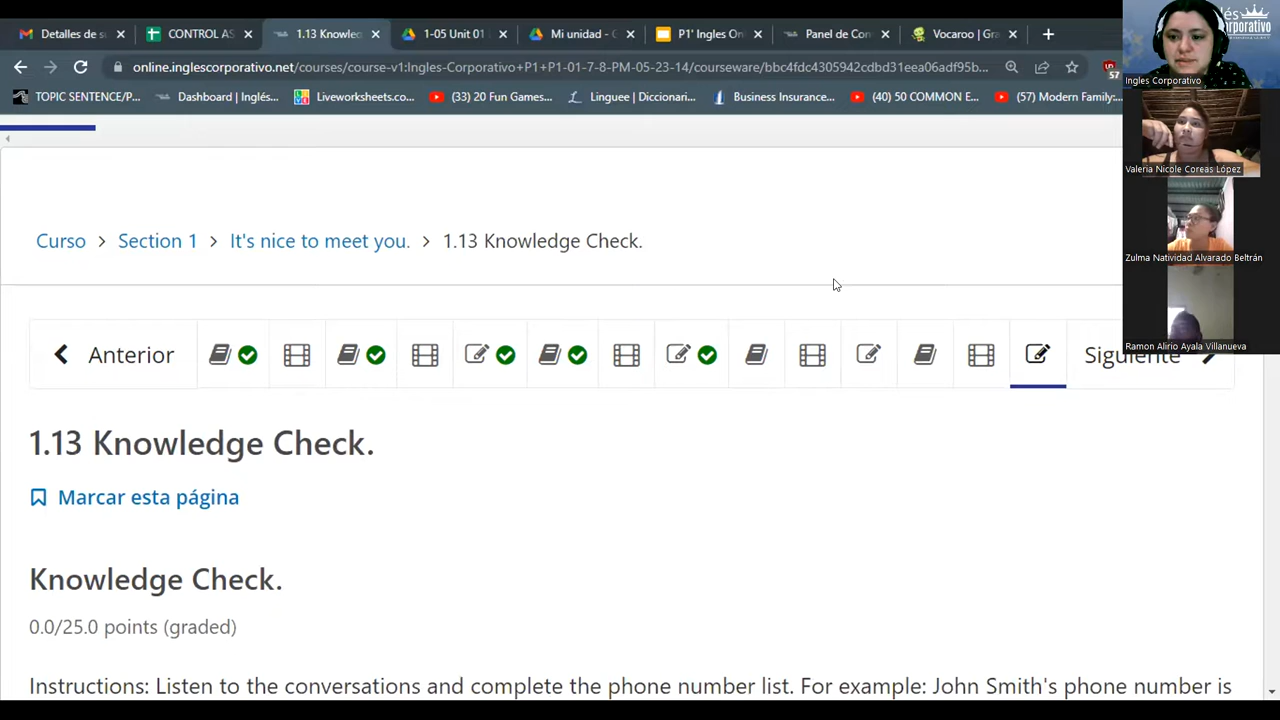 Detalles de su
CONTROL AS
1.13 Knowled
1-05 Unit 01
Mi unidad - G
P1' Ingles On
Panel de Con
Vocaroo | Gra
online.inglescorporativo.net/courses/course-v1:Ingles-Corporativo+P1+P1-01-7-8-PM-05-23-14/courseware/bbc4fdc4305942cdbd31eea06adf95b...
57
TOPIC SENTENCE/P...
Dashboard | Inglés...
Liveworksheets.co...
(33) Games...
Linguee | Diccionari...
Business Insurance...
(40) 50 COMMON E...
(57) Modern Family:...
Ingles Corporativo
Valeria Nicole Coreas López
Zulma Natividad Alvarado Beltrán
Ramon Alirio Ayala Villanueva
Curso > Section 1 > It's nice to meet you. > 1.13 Knowledge Check.
Anterior
Siguiente
1.13 Knowledge Check.
Marcar esta página
Knowledge Check.
0.0/25.0 points (graded)
Instructions: Listen to the conversations and complete the phone number list. For example: John Smith's phone number is